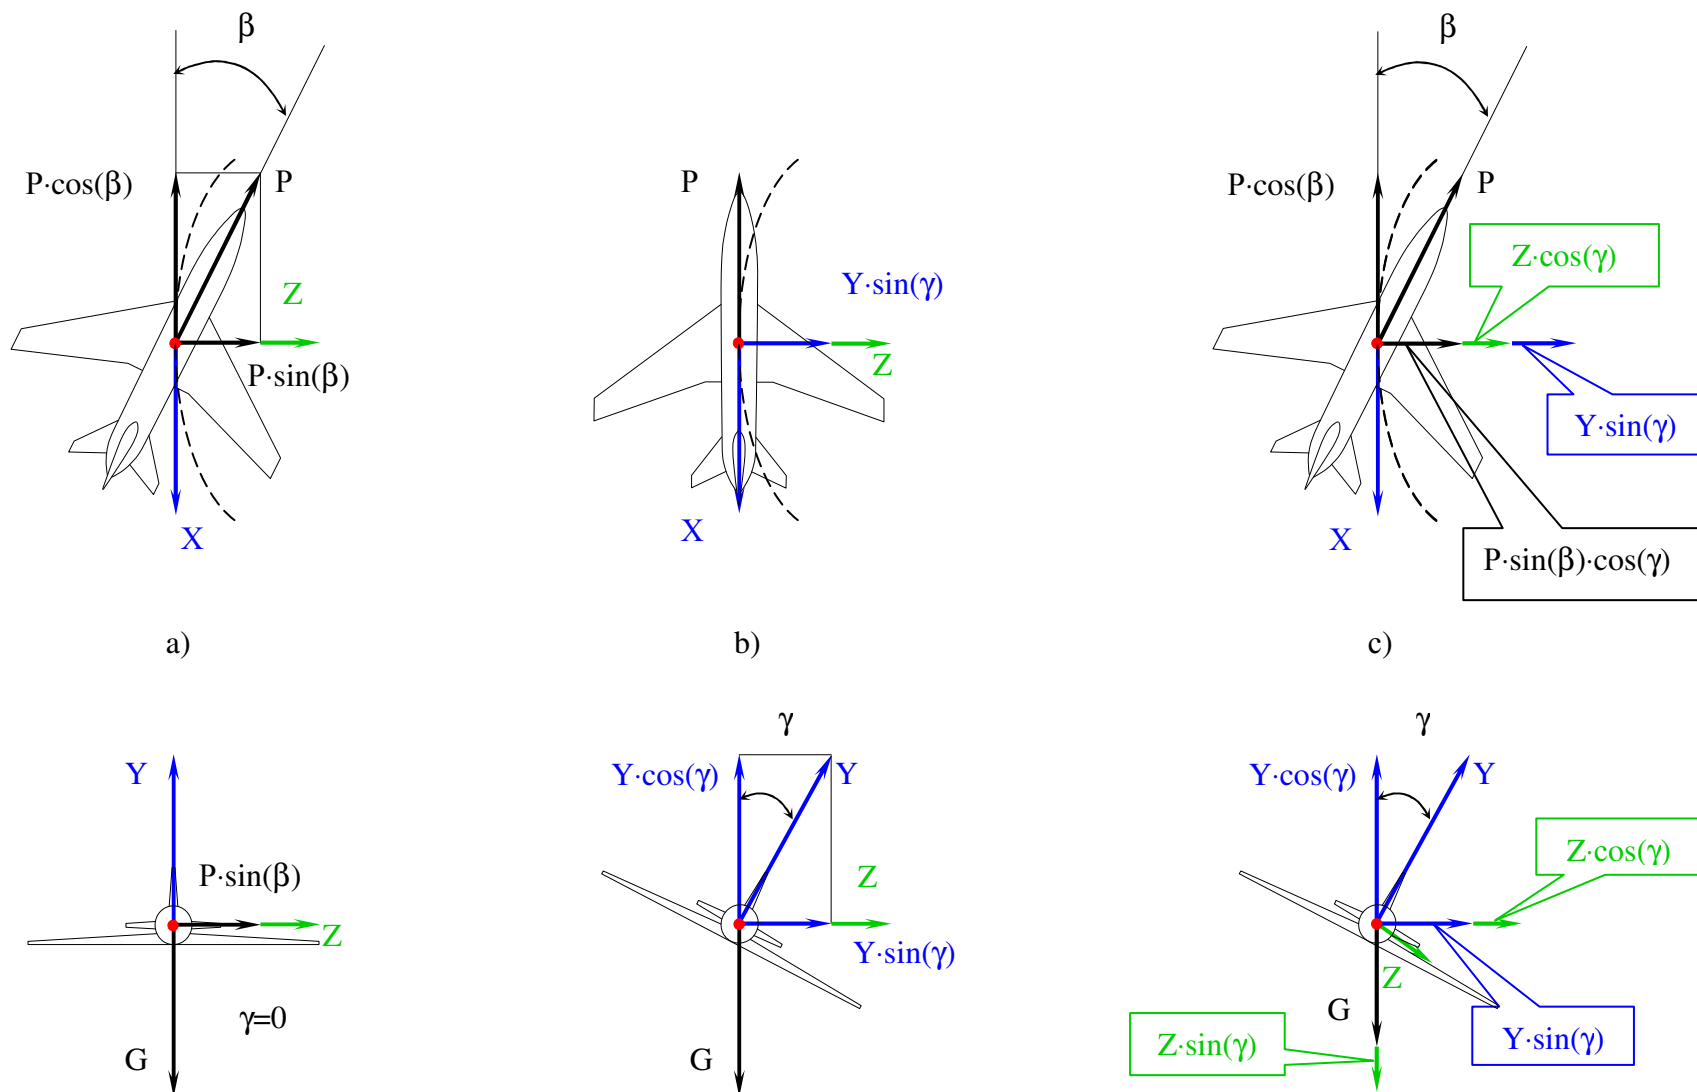 β
P·cos(β)
P
Z
P·sin(β)
X
a)
P
Y·sin(γ)
Z
X
b)
β
P·cos(β)
P
Z·cos(γ)
Y·sin(γ)
X
P·sin(β)·cos(γ)
c)
Y
P·sin(β)
Z
γ=0
G
γ
Y·cos(γ)
Y
Z
Y·sin(γ)
G
γ
Y·cos(γ)
Y
Z·cos(γ)
Z
G
Y·sin(γ)
Z·sin(γ)